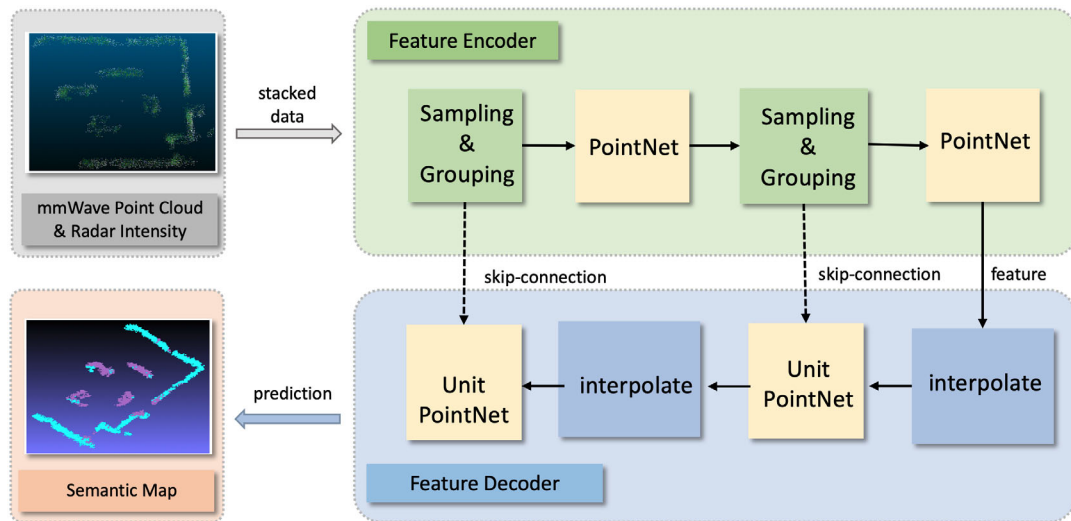 mmWave Point Cloud
& Radar Intensity
stacked
data
Feature Encoder
Sampling
&
Grouping
PointNet
Sampling
&
Grouping
PointNet
skip-connection
skip-connection
feature
Unit
PointNet
interpolate
Unit
PointNet
interpolate
Feature Decoder
prediction
Semantic Map